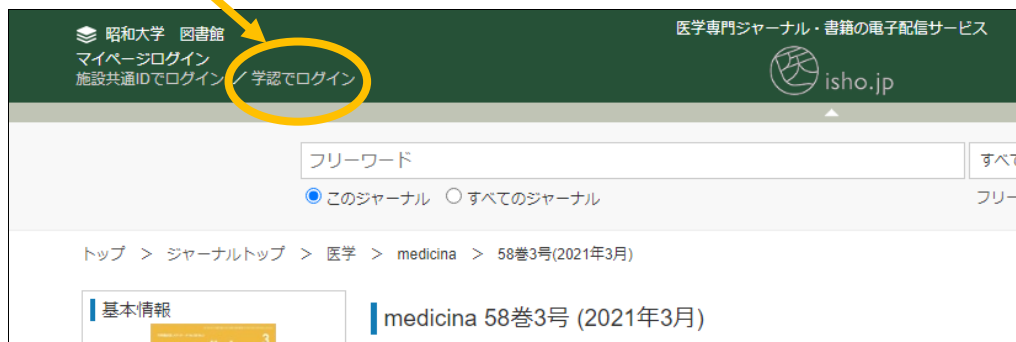 昭和大学 図書館
マイページログイン
施設共通IDでログイン / 学認でログイン
医学専門ジャーナル・書籍の電子配信サービス
医 isho.jp
フリーワード
すべて
このジャーナル すべてのジャーナル
フリー
トップ > ジャーナルトップ > 医学 > medicina > 58巻3号(2021年3月)
基本情報
3
medicina 58巻3号 (2021年3月)